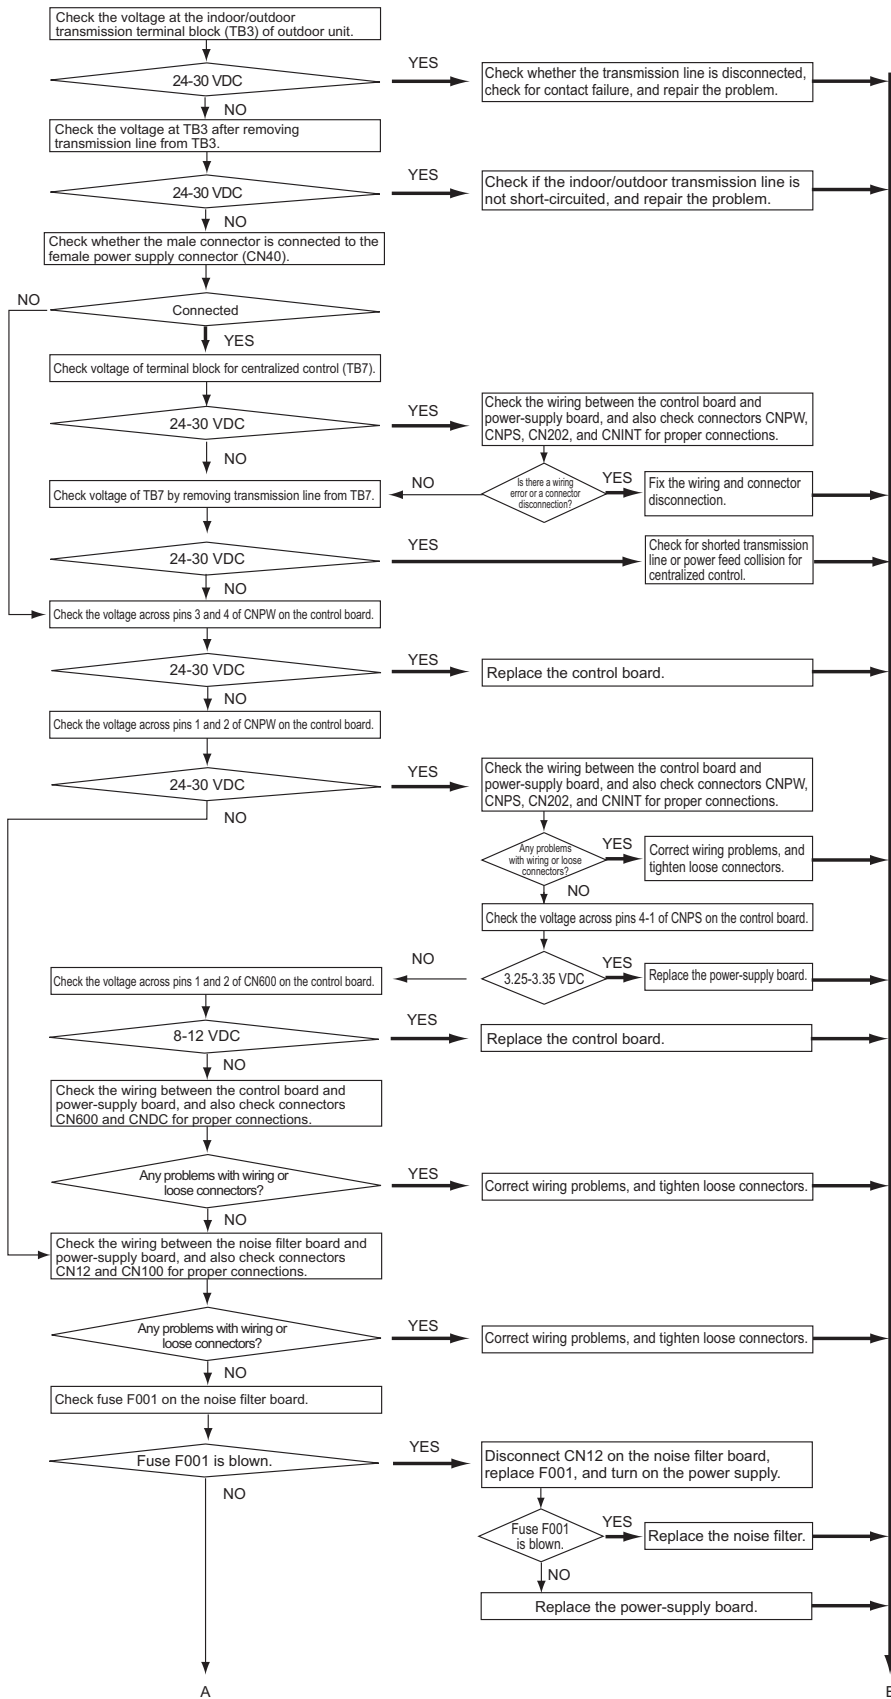 Check the voltage at the indoor/outdoor
transmission terminal block (TB3) of outdoor unit.
24-30 VDC
YES
Check whether the transmission line is disconnected,
check for contact failure, and repair the problem.
NO
Check the voltage at TB3 after removing
transmission line from TB3.
24-30 VDC
YES
Check if the indoor/outdoor transmission line is
not short-circuited, and repair the problem.
NO
Check whether the male connector is connected to the
female power supply connector (CN40).
NO
Connected
YES
Check voltage of terminal block for centralized control (TB7).
24-30 VDC
YES
Check the wiring between the control board and
power-supply board, and also check connectors CNPW,
CNPS, CN202, and CNINT for proper connections.
NO
Is there a wiring
error or a connector
disconnection?
YES
Fix the wiring and connector
disconnection.
NO
Check voltage of TB7 by removing transmission line from TB7.
24-30 VDC
YES
Check for shorted transmission
line or power feed collision for
centralized control.
NO
Check the voltage across pins 3 and 4 of CNPW on the control board.
24-30 VDC
YES
Replace the control board.
NO
Check the voltage across pins 1 and 2 of CNPW on the control board.
24-30 VDC
YES
Check the wiring between the control board and
power-supply board, and also check connectors CNPW,
CNPS, CN202, and CNINT for proper connections.
NO
Any problems
with wiring or loose
connectors?
YES
Correct wiring problems, and
tighten loose connectors.
NO
Check the voltage across pins 4-1 of CNPS on the control board.
3.25-3.35 VDC
YES
Replace the power-supply board.
NO
Check the voltage across pins 1 and 2 of CN600 on the control board.
8-12 VDC
YES
Replace the control board.
NO
Check the wiring between the control board and
power-supply board, and also check connectors
CN600 and CNDC for proper connections.
Any problems with wiring or
loose connectors?
YES
Correct wiring problems, and tighten loose connectors.
NO
Check the wiring between the noise filter board and
power-supply board, and also check connectors
CN12 and CN100 for proper connections.
Any problems with wiring or
loose connectors?
YES
Correct wiring problems, and tighten loose connectors.
NO
Check fuse F001 on the noise filter board.
Fuse F001 is blown.
YES
Disconnect CN12 on the noise filter board,
replace F001, and turn on the power supply.
NO
Fuse F001
is blown.
YES
Replace the noise filter.
NO
Replace the power-supply board.
A